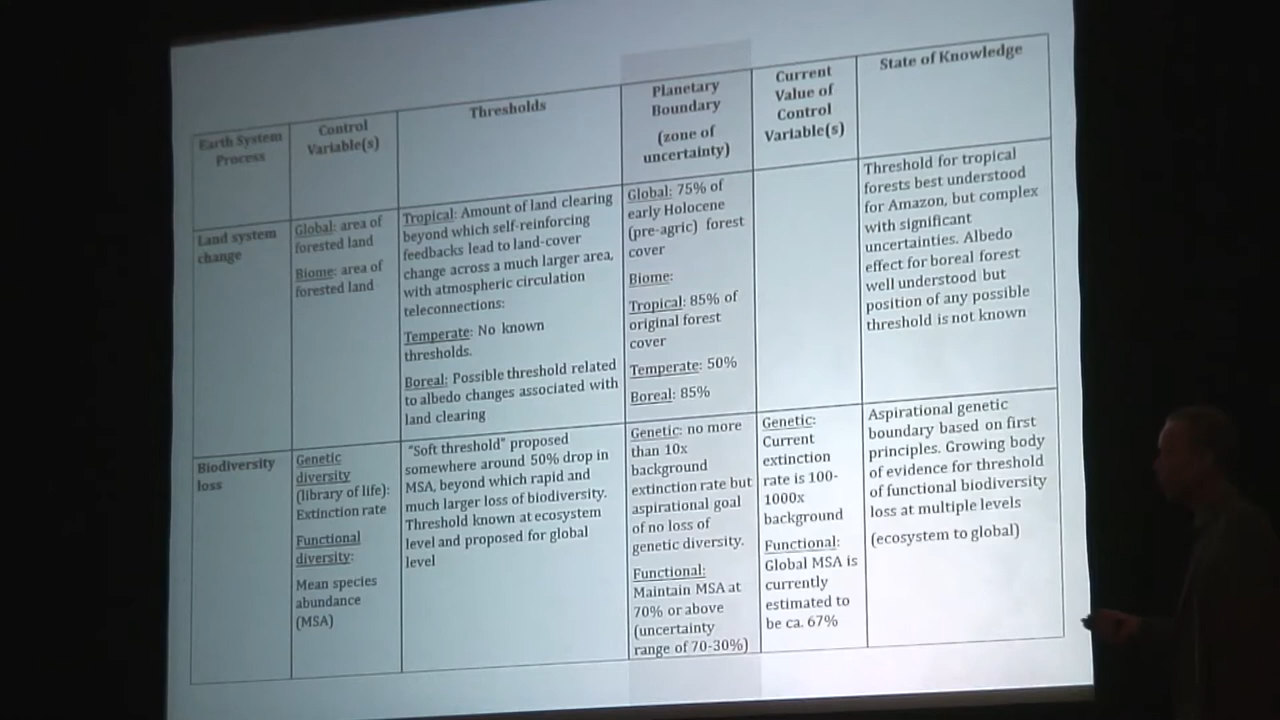 Earth System
Process
Control
Variable(s)
Thresholds
Planetary
Boundary
(zone of
uncertainty)
Current
Value of
Control
Variable(s)
State of Knowledge
Land system
change
Global: area of
forested land
Biome: area of
forested land
Tropical: Amount of land clearing
beyond which self-reinforcing
feedbacks lead to land-cover
change across a much larger area,
with atmospheric circulation
teleconnections:
Temperate: No known
thresholds.
Boreal: Possible threshold related
to albedo changes associated with
land clearing
Global: 75% of
early Holocene
(pre-agric) forest
cover
Biome:
Tropical: 85% of
original forest
cover
Temperate: 50%
Boreal: 85%
Threshold for tropical
forests best understood
for Amazon, but complex
with significant
uncertainties. Albedo
effect for boreal forest
well understood but
position of any possible
threshold is not known
Biodiversity
loss
Genetic
diversity
(library of life):
Extinction rate
Functional
diversity:
Mean species
abundance
(MSA)
"Soft threshold" proposed
somewhere around 50% drop in
MSA, beyond which rapid and
much larger loss of biodiversity.
Threshold known at ecosystem
level and proposed for global
level
Genetic: no more
than 10x
background
extinction rate but
aspirational goal
of no loss of
genetic diversity.
Functional:
Maintain MSA at
70% or above
(uncertainty
range of 70-30%)
Genetic:
Current
extinction
rate is 100-
1000x
background
Functional:
Global MSA is
currently
estimated to
be ca. 67%
Aspirational genetic
boundary based on first
principles. Growing body
of evidence for threshold
of functional biodiversity
loss at multiple levels
(ecosystem to global)